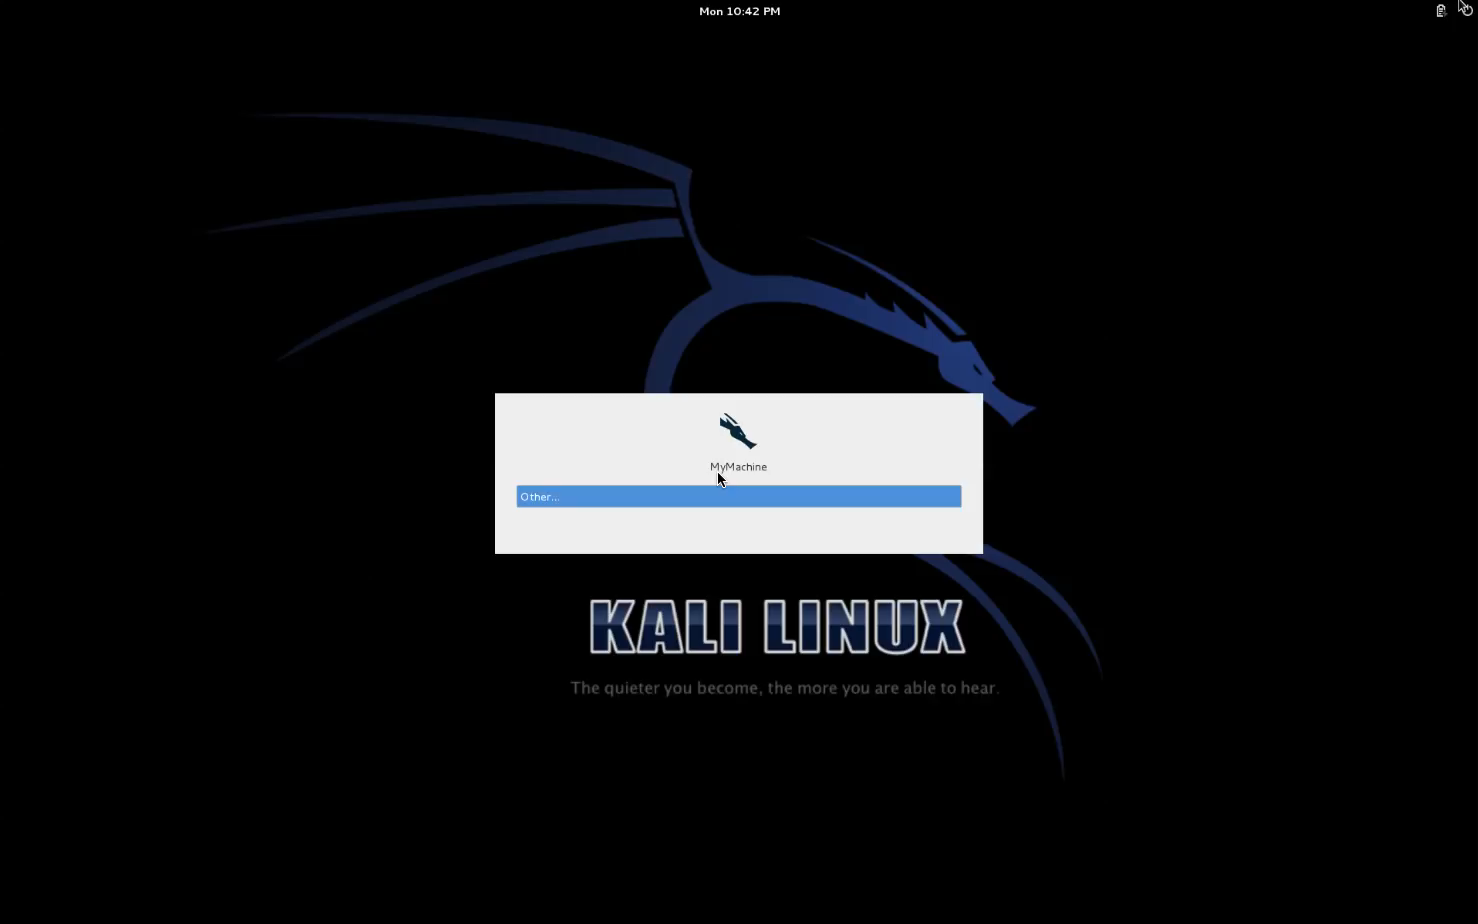 Mon 10:42 PM
MyMachine
Other...
KALI LINUX
The quieter you become, the more you are able to hear.